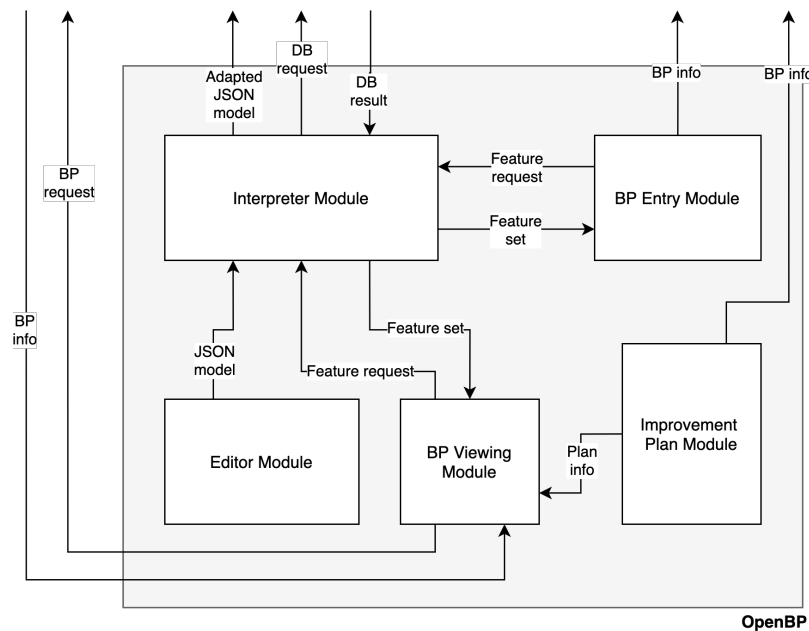 DB
request
Adapted
JSON
model
DB
result
BP info
BP info
BP
request
Feature
request
Interpreter Module
BP Entry Module
Feature
set
BP
info
Feature set
JSON
model
Feature request
Improvement
Plan Module
Editor Module
BP Viewing
Module
Plan
info
OpenBP